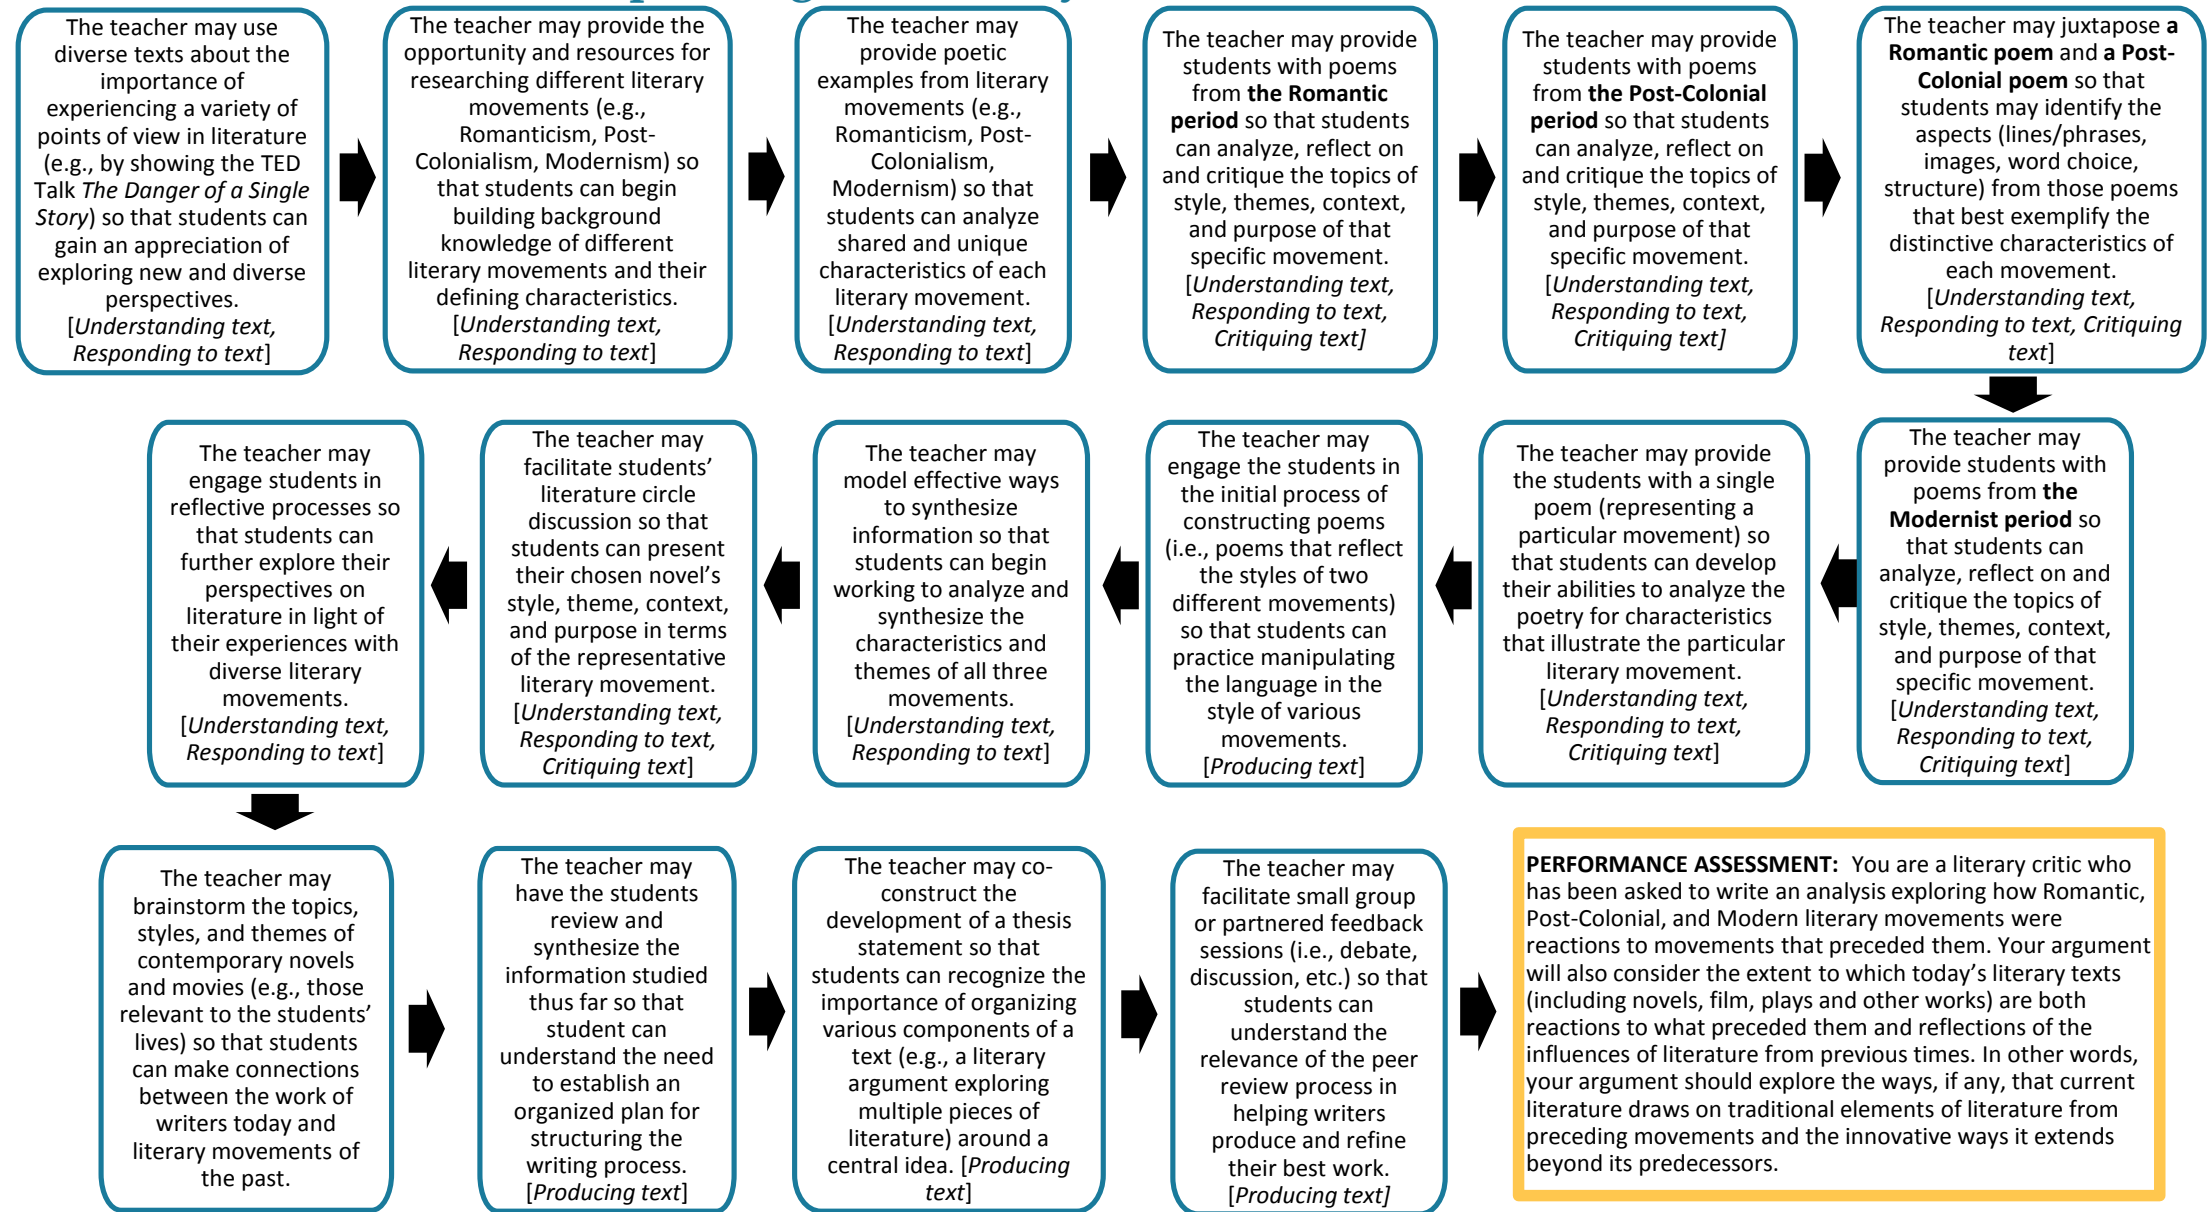 The teacher may use
diverse texts about the
importance of
experiencing a variety of
points of view in literature
(e.g., by showing the TED
Talk The Danger of a Single
Story) so that students can
gain an appreciation of
exploring new and diverse
perspectives.
[Understanding text,
Responding to text]
The teacher may provide the
opportunity and resources for
researching different literary
movements (e.g.,
Romanticism, Post-
Colonialism, Modernism) so
that students can begin
building background
knowledge of different
literary movements and their
defining characteristics.
[Understanding text,
Responding to text]
The teacher may
provide poetic
examples from literary
movements (e.g.,
Romanticism, Post-
Colonialism,
Modernism) so that
students can analyze
shared and unique
characteristics of each
literary movement.
[Understanding text,
Responding to text]
The teacher may provide
students with poems
from the Romantic
period so that students
can analyze, reflect on
and critique the topics of
style, themes, context,
and purpose of that
specific movement.
[Understanding text,
Responding to text,
Critiquing text]
The teacher may provide
students with poems
from the Post-Colonial
period so that students
can analyze, reflect on
and critique the topics of
style, themes, context,
and purpose of that
specific movement.
[Understanding text,
Responding to text,
Critiquing text]
The teacher may juxtapose a
Romantic poem and a Post-
Colonial poem so that
students may identify the
aspects (lines/phrases,
images, word choice,
structure) from those poems
that best exemplify the
distinctive characteristics of
each movement.
[Understanding text,
Responding to text, Critiquing
text]
The teacher may
provide students with
poems from the
Modernist period so
that students can
analyze, reflect on and
critique the topics of
style, themes, context,
and purpose of that
specific movement.
[Understanding text,
Responding to text,
Critiquing text]
The teacher may provide
the students with a single
poem (representing a
particular movement) so
that students can develop
their abilities to analyze the
poetry for characteristics
that illustrate the particular
literary movement.
[Understanding text,
Responding to text,
Critiquing text]
The teacher may
engage the students in
the initial process of
constructing poems
(i.e., poems that reflect
the styles of two
different movements)
so that students can
practice manipulating
the language in the
style of various
movements.
[Producing text]
The teacher may
model effective ways
to synthesize
information so that
students can begin
working to analyze and
synthesize the
characteristics and
themes of all three
movements.
[Understanding text,
Responding to text]
The teacher may
facilitate students’
literature circle
discussion so that
students can present
their chosen novel’s
style, theme, context,
and purpose in terms
of the representative
literary movement.
[Understanding text,
Responding to text,
Critiquing text]
The teacher may
engage students in
reflective processes so
that students can
further explore their
perspectives on
literature in light of
their experiences with
diverse literary
movements.
[Understanding text,
Responding to text]
The teacher may
brainstorm the topics,
styles, and themes of
contemporary novels
and movies (e.g., those
relevant to the students’
lives) so that students
can make connections
between the work of
writers today and
literary movements of
the past.
The teacher may
have the students
review and
synthesize the
information studied
thus far so that
student can
understand the need
to establish an
organized plan for
structuring the
writing process.
[Producing text]
The teacher may co-
construct the
development of a thesis
statement so that
students can recognize the
importance of organizing
various components of a
text (e.g., a literary
argument exploring
multiple pieces of
literature) around a
central idea. [Producing
text]
The teacher may
facilitate small group
or partnered feedback
sessions (i.e., debate,
discussion, etc.) so that
students can
understand the
relevance of the peer
review process in
helping writers
produce and refine
their best work.
[Producing text]
PERFORMANCE ASSESSMENT: You are a literary critic who
has been asked to write an analysis exploring how Romantic,
Post-Colonial, and Modern literary movements were
reactions to movements that preceded them. Your argument
will also consider the extent to which today’s literary texts
(including novels, film, plays and other works) are both
reactions to what preceded them and reflections of the
influences of literature from previous times. In other words,
your argument should explore the ways, if any, that current
literature draws on traditional elements of literature from
preceding movements and the innovative ways it extends
beyond its predecessors.